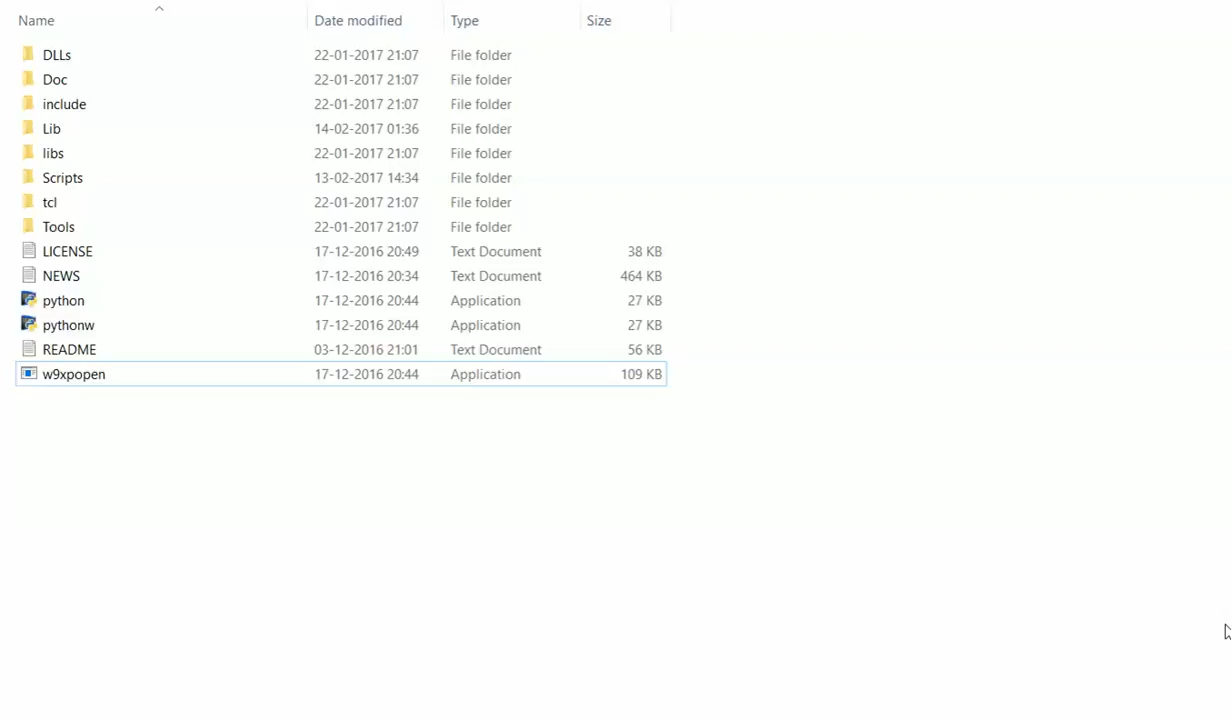 Name Date modified Type Size
DLLs 22-01-2017 21:07 File folder
Doc 22-01-2017 21:07 File folder
include 22-01-2017 21:07 File folder
Lib 14-02-2017 01:36 File folder
libs 22-01-2017 21:07 File folder
Scripts 13-02-2017 14:34 File folder
tcl 22-01-2017 21:07 File folder
Tools 22-01-2017 21:07 File folder
LICENSE 17-12-2016 20:49 Text Document 38 KB
NEWS 17-12-2016 20:34 Text Document 464 KB
python 17-12-2016 20:44 Application 27 KB
pythonw 17-12-2016 20:44 Application 27 KB
README 03-12-2016 21:01 Text Document 56 KB
w9xpopen 17-12-2016 20:44 Application 109 KB